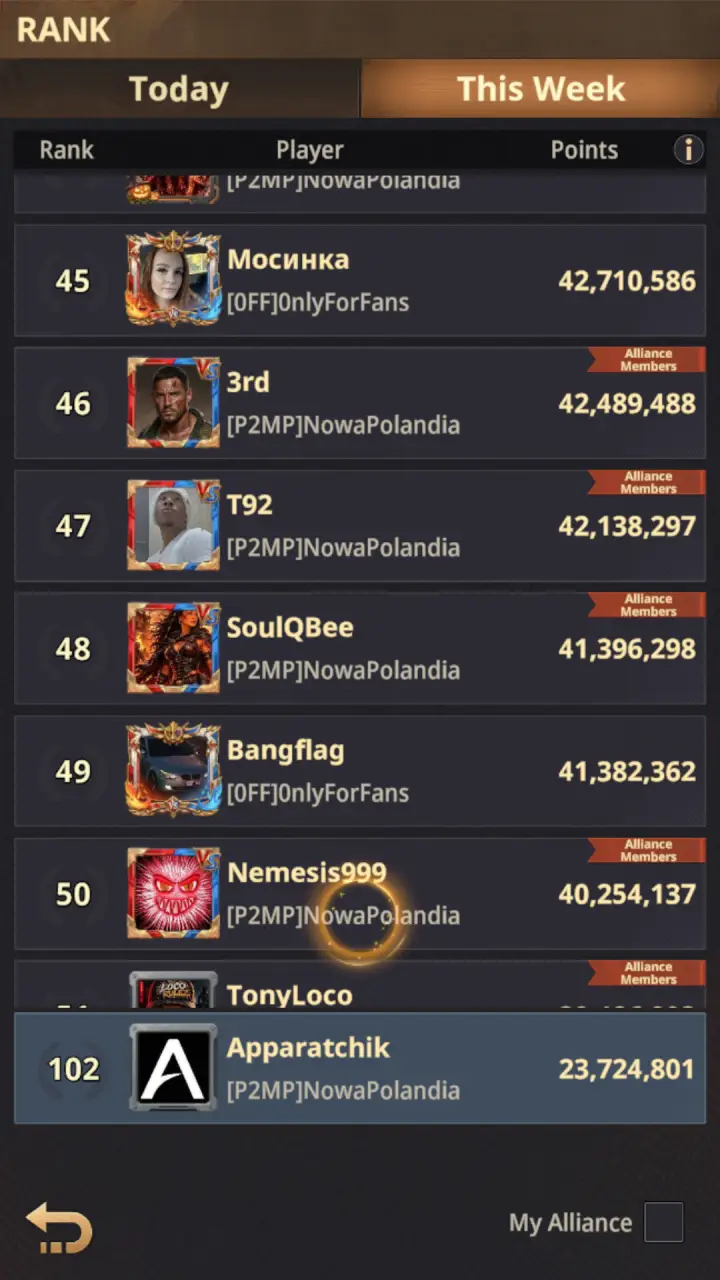 RANK
Today
This Week
Rank
Player
Points
[P2MP]NowaPolandia
45
Мосинка
[0FF]0nlyForFans
42,710,586
Alliance
Members
46
3rd
[P2MP]NowaPolandia
42,489,488
Alliance
Members
47
T92
[P2MP]NowaPolandia
42,138,297
Alliance
Members
48
SoulQBee
[P2MP]NowaPolandia
41,396,298
49
Bangflag
[0FF]0nlyForFans
41,382,362
Alliance
Members
50
Nemesis999
[P2MP]NowaPolandia
40,254,137
Alliance
Members
TonyLoco
102
Apparatchik
[P2MP]NowaPolandia
23,724,801
My Alliance